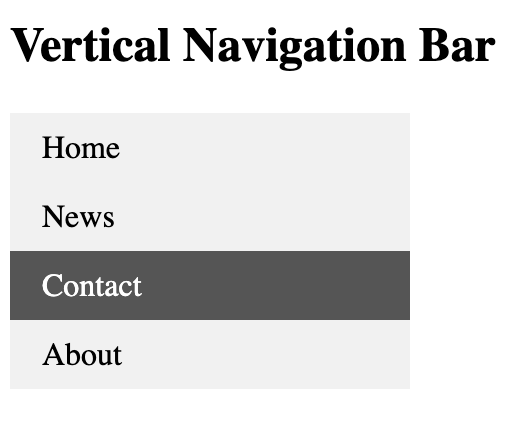 Vertical Navigation Bar
Home
News
Contact
About